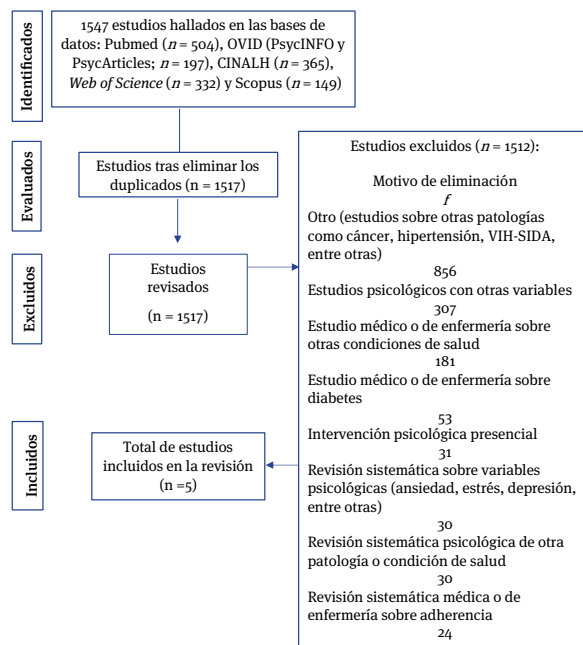 Identificados
1547 estudios hallados en las bases de
datos: Pubmed (n = 504), OVID (PsycINFO y
PsycArticles; n = 197), CINALH (n = 365),
Web of Science (n = 332) y Scopus (n = 149)
Evaluados
Estudios tras eliminar los
duplicados (n = 1517)
Excluidos
Estudios
revisados
(n = 1517)
Estudios excluidos (n = 1512):
Motivo de eliminación
f
Otro (estudios sobre otras patologías
como cáncer, hipertensión, VIH-SIDA,
entre otras)
856
Estudios psicológicos con otras variables
307
Estudio médico o de enfermería sobre
otras condiciones de salud
181
Estudio médico o de enfermería sobre
diabetes
53
Intervención psicológica presencial
31
Revisión sistemática sobre variables
psicológicas (ansiedad, estrés, depresión,
entre otras)
30
Revisión sistemática psicológica de otra
patología o condición de salud
30
Revisión sistemática médica o de
enfermería sobre adherencia
24
Incluidos
Total de estudios
incluidos en la revisión
(n =5)